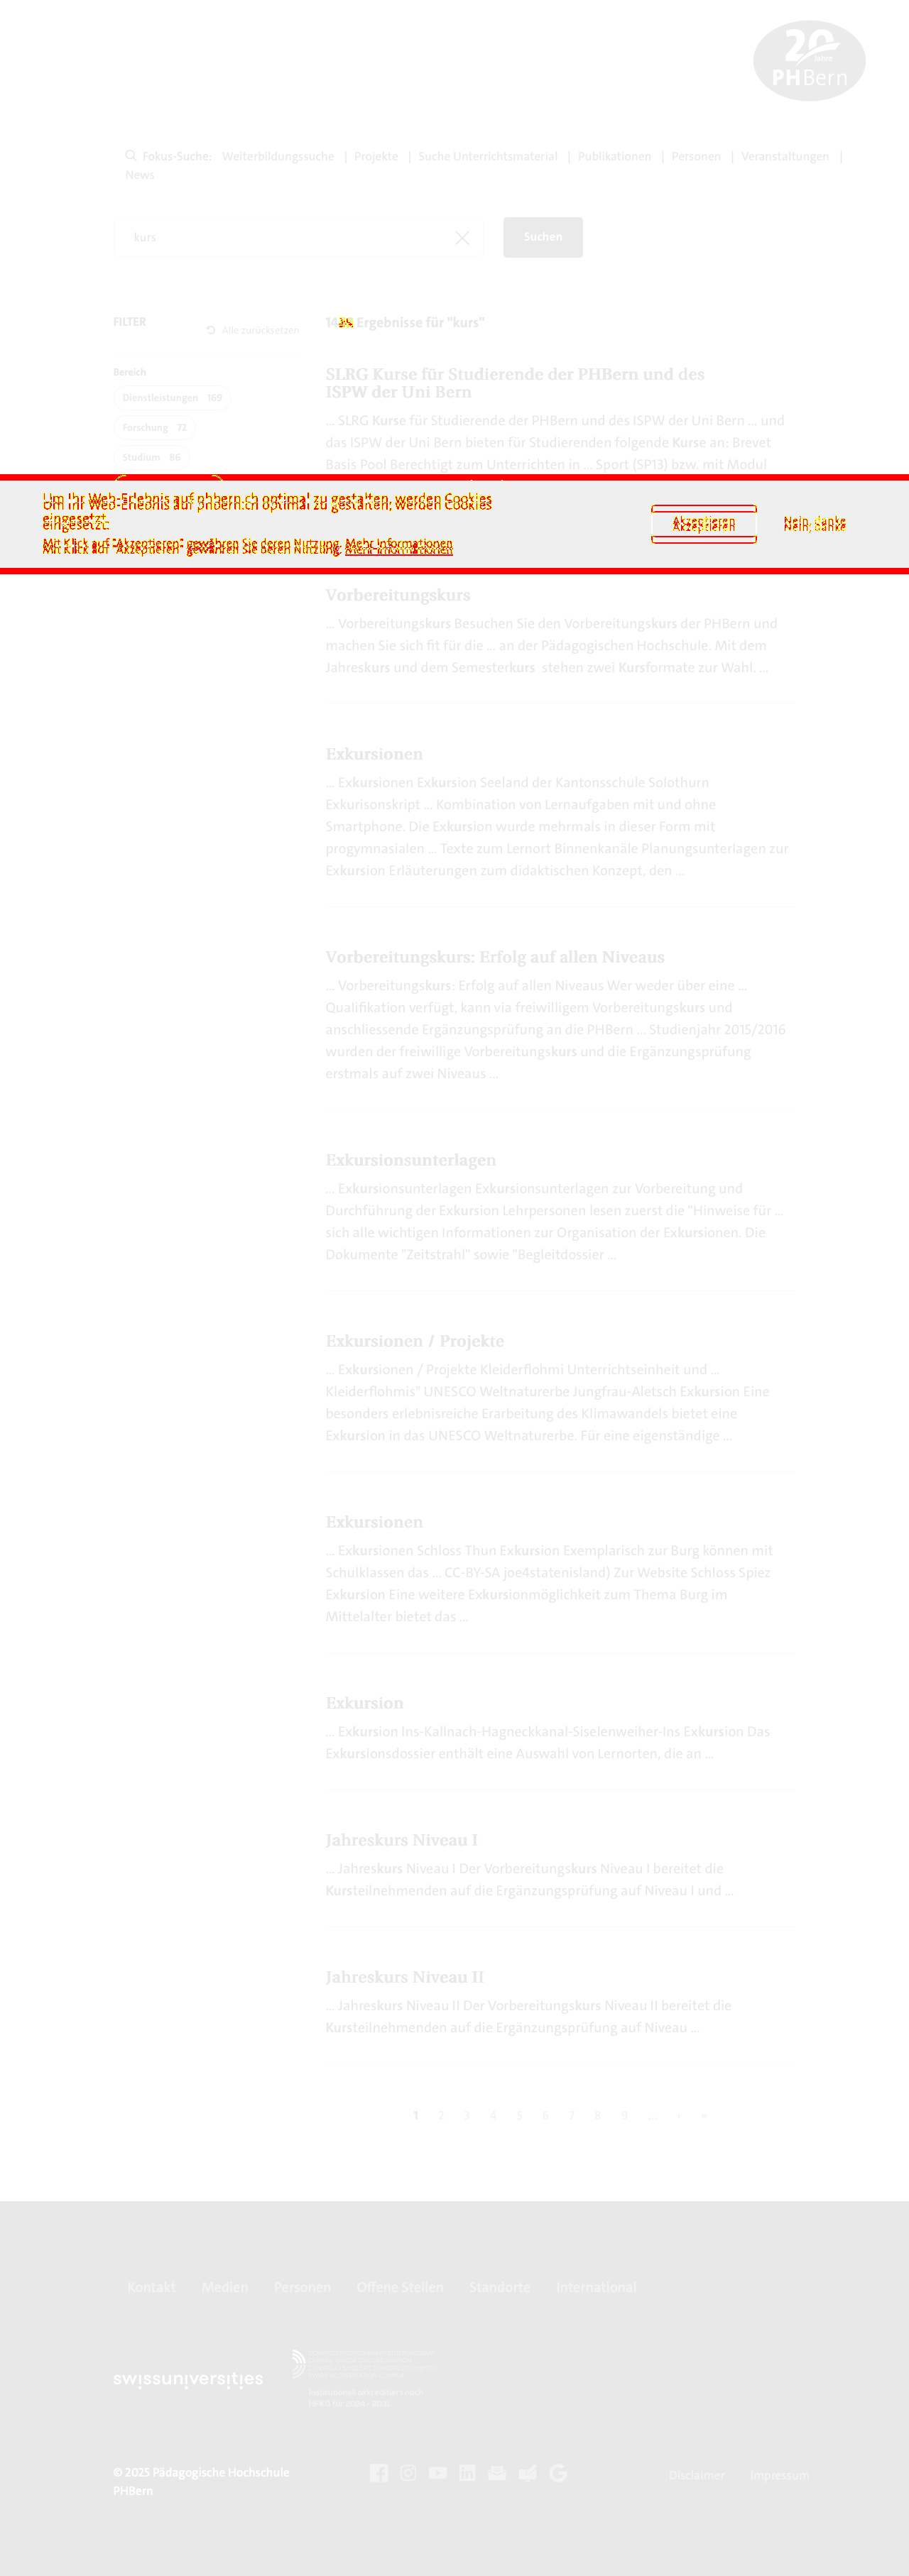 20
Jahre
PHBern
Fokus-Suche: Weiterbildungssuche | Projekte | Suche Unterrichtsmaterial | Publikationen | Personen | Veranstaltungen |
News
kurs
Suchen
FILTER
Alle zurücksetzen
Ergebnisse für "kurs"
Bereich
Dienstleistungen 169
Forschung 72
Studium 86
SLRG Kurse für Studierende der PHBern und des
ISPW der Uni Bern
... SLRG Kurse für Studierende der PHBern und des ISPW der Uni Bern ... und
das ISPW der Uni Bern bieten für Studierenden folgende Kurse an: Brevet
Basis Pool Berechtigt zum Unterrichten in ... Sport (SP13) bzw. mit Modul
Um Ihr Web-Erlebnis auf phbern.ch optimal zu gestalten, werden Cookies
eingesetzt.
Mit Klick auf "Akzeptieren" gewähren Sie deren Nutzung. Mehr Informationen
Akzeptieren
Nein, danke
Vorbereitungskurs
... Vorbereitungskurs Besuchen Sie den Vorbereitungskurs der PHBern und
machen Sie sich fit für die ... an der Pädagogischen Hochschule. Mit dem
Jahreskurs und dem Semesterkurs stehen zwei Kursformate zur Wahl. ...
Exkursionen
... Exkursionen Exkursion Seeland der Kantonsschule Solothurn
Exkurisonskript ... Kombination von Lernaufgaben mit und ohne
Smartphone. Die Exkursion wurde mehrmals in dieser Form mit
progymnasialen ... Texte zum Lernort Binnenkanäle Planungsunterlagen zur
Exkursion Erläuterungen zum didaktischen Konzept, den ...
Vorbereitungskurs: Erfolg auf allen Niveaus
... Vorbereitungskurs: Erfolg auf allen Niveaus Wer weder über eine ...
Qualifikation verfügt, kann via freiwilligem Vorbereitungskurs und
anschliessende Ergänzungsprüfung an die PHBern ... Studienjahr 2015/2016
wurden der freiwillige Vorbereitungskurs und die Ergänzungsprüfung
erstmals auf zwei Niveaus ...
Exkursionsunterlagen
... Exkursionsunterlagen Exkursionsunterlagen zur Vorbereitung und
Durchführung der Exkursion Lehrpersonen lesen zuerst die "Hinweise für ...
sich alle wichtigen Informationen zur Organisation der Exkursionen. Die
Dokumente "Zeitstrahl" sowie "Begleitdossier ...
Exkursionen / Projekte
... Exkursionen / Projekte Kleiderflohmi Unterrichtseinheit und ...
Kleiderflohmis" UNESCO Weltnaturerbe Jungfrau-Aletsch Exkursion Eine
besonders erlebnisreiche Erarbeitung des Klimawandels bietet eine
Exkursion in das UNESCO Weltnaturerbe. Für eine eigenständige ...
Exkursionen
... Exkursionen Schloss Thun Exkursion Exemplarisch zur Burg können mit
Schulklassen das ... CC-BY-SA joe4statenisland) Zur Website Schloss Spiez
Exkursion Eine weitere Exkursionmöglichkeit zum Thema Burg im
Mittelalter bietet das ...
Exkursion
... Exkursion Ins-Kallnach-Hagneckkanal-Siselenweiher-Ins Exkursion Das
Exkursionsdossier enthält eine Auswahl von Lernorten, die an ...
Jahreskurs Niveau I
... Jahreskurs Niveau I Der Vorbereitungskurs Niveau I bereitet die
Kursteilnehmenden auf die Ergänzungsprüfung auf Niveau I und ...
Jahreskurs Niveau II
... Jahreskurs Niveau II Der Vorbereitungskurs Niveau II bereitet die
Kursteilnehmenden auf die Ergänzungsprüfung auf Niveau ...
1 2 3 4 5 6 7 8 9 ... › »
Kontakt Medien Personen Offene Stellen Standorte International
swissuniversities
© 2025 Pädagogische Hochschule
PHBern
Disclaimer Impressum